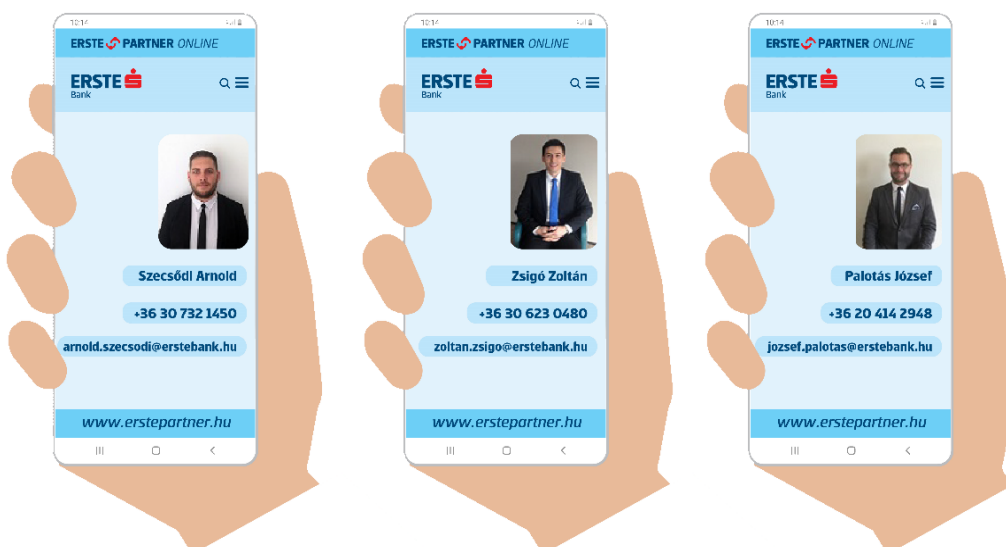 10:14
ERSTE PARTNER ONLINE
ERSTE
Bank
Szecsődi Arnold
+36 30 732 1450
arnold.szecsodi@erstebank.hu
www.erstepartner.hu
10:14
ERSTE PARTNER ONLINE
ERSTE
Bank
Zsigó Zoltán
+36 30 623 0480
zoltan.zsigo@erstebank.hu
www.erstepartner.hu
10:14
ERSTE PARTNER ONLINE
ERSTE
Bank
Palotás József
+36 20 414 2948
jozsef.palotas@erstebank.hu
www.erstepartner.hu